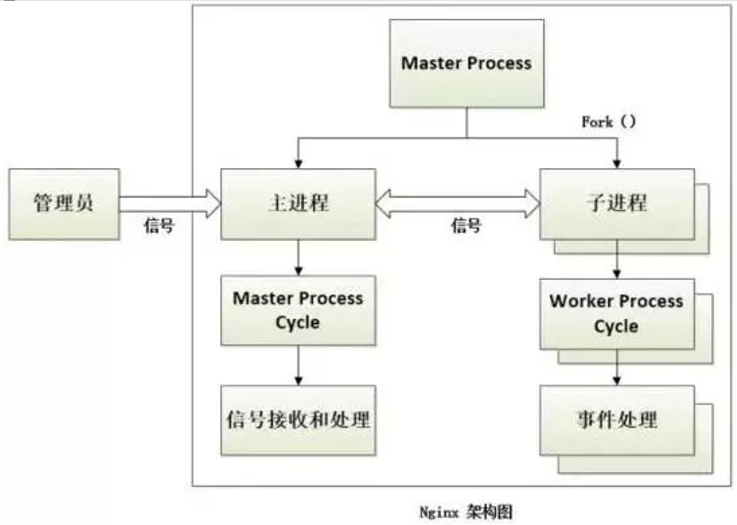 Master Process
Fork ()
管理员
信号
主进程
信号
子进程
Master Process
Cycle
Worker Process
Cycle
信号接收和处理
事件处理
Nginx 架构图